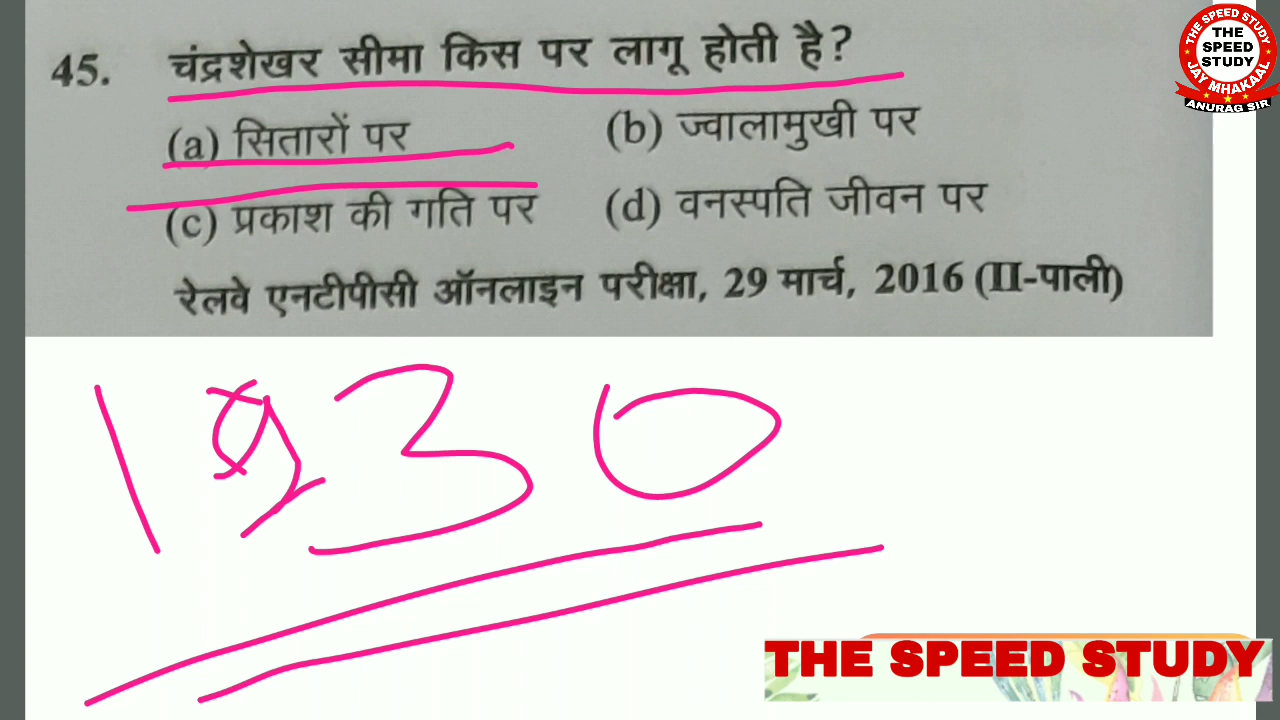 45. चंद्रशेखर सीमा किस पर लागू होती है?
(a) सितारों पर (b) ज्वालामुखी पर
(c) प्रकाश की गति पर (d) वनस्पति जीवन पर
रेलवे एनटीपीसी ऑनलाइन परीक्षा, 29 मार्च, 2016 (II-पाली)
1930
THE SPEED STUDY
THE
SPEED
STUDY
JAY MHAKAAL
ANURAG SIR
THE SPEED STUDY